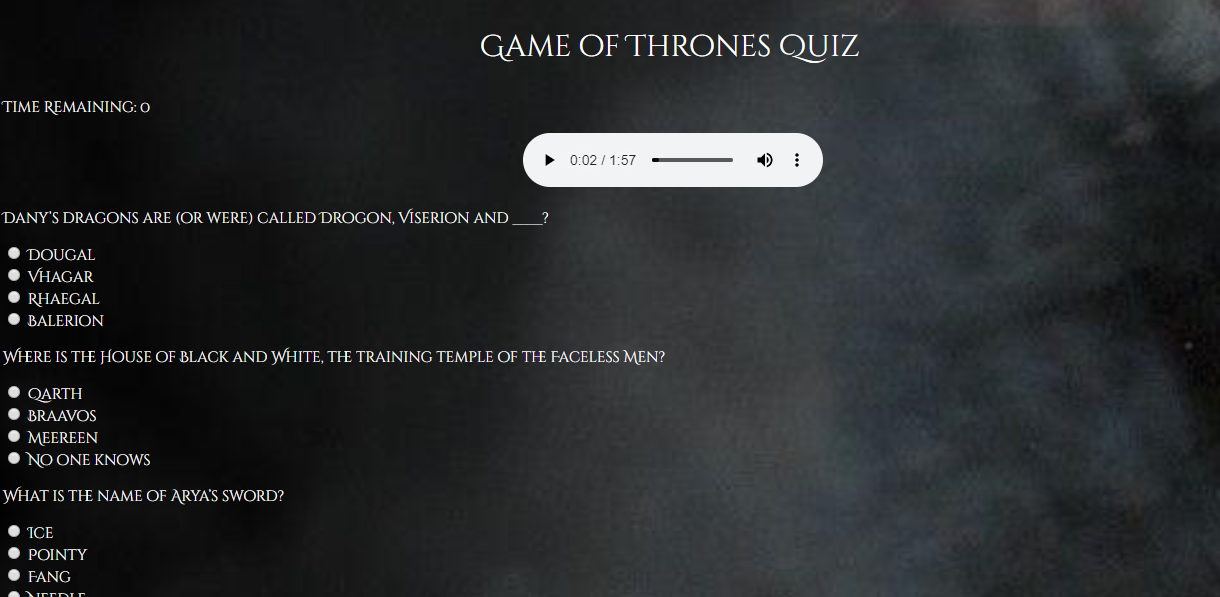 Game of Thrones Quiz
Time Remaining: 0
0:02 / 1:57
Dany's dragons are (or were) called Drogon, Viserion and ____?
Dougal
Vhagar
Rhaegal
Balerion
Where is the House of Black and White, the training temple of the Faceless Men?
Qarth
Braavos
Meereen
No one knows
What is the name of Arya's sword?
Ice
Pointy
Fang
Needle